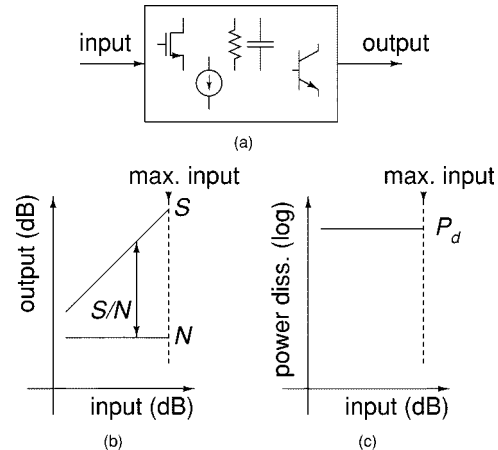 input
output
(a)
max. input
S
output (dB)
S/N
N
input (dB)
(b)
max. input
P_d
power diss. (log)
input (dB)
(c)